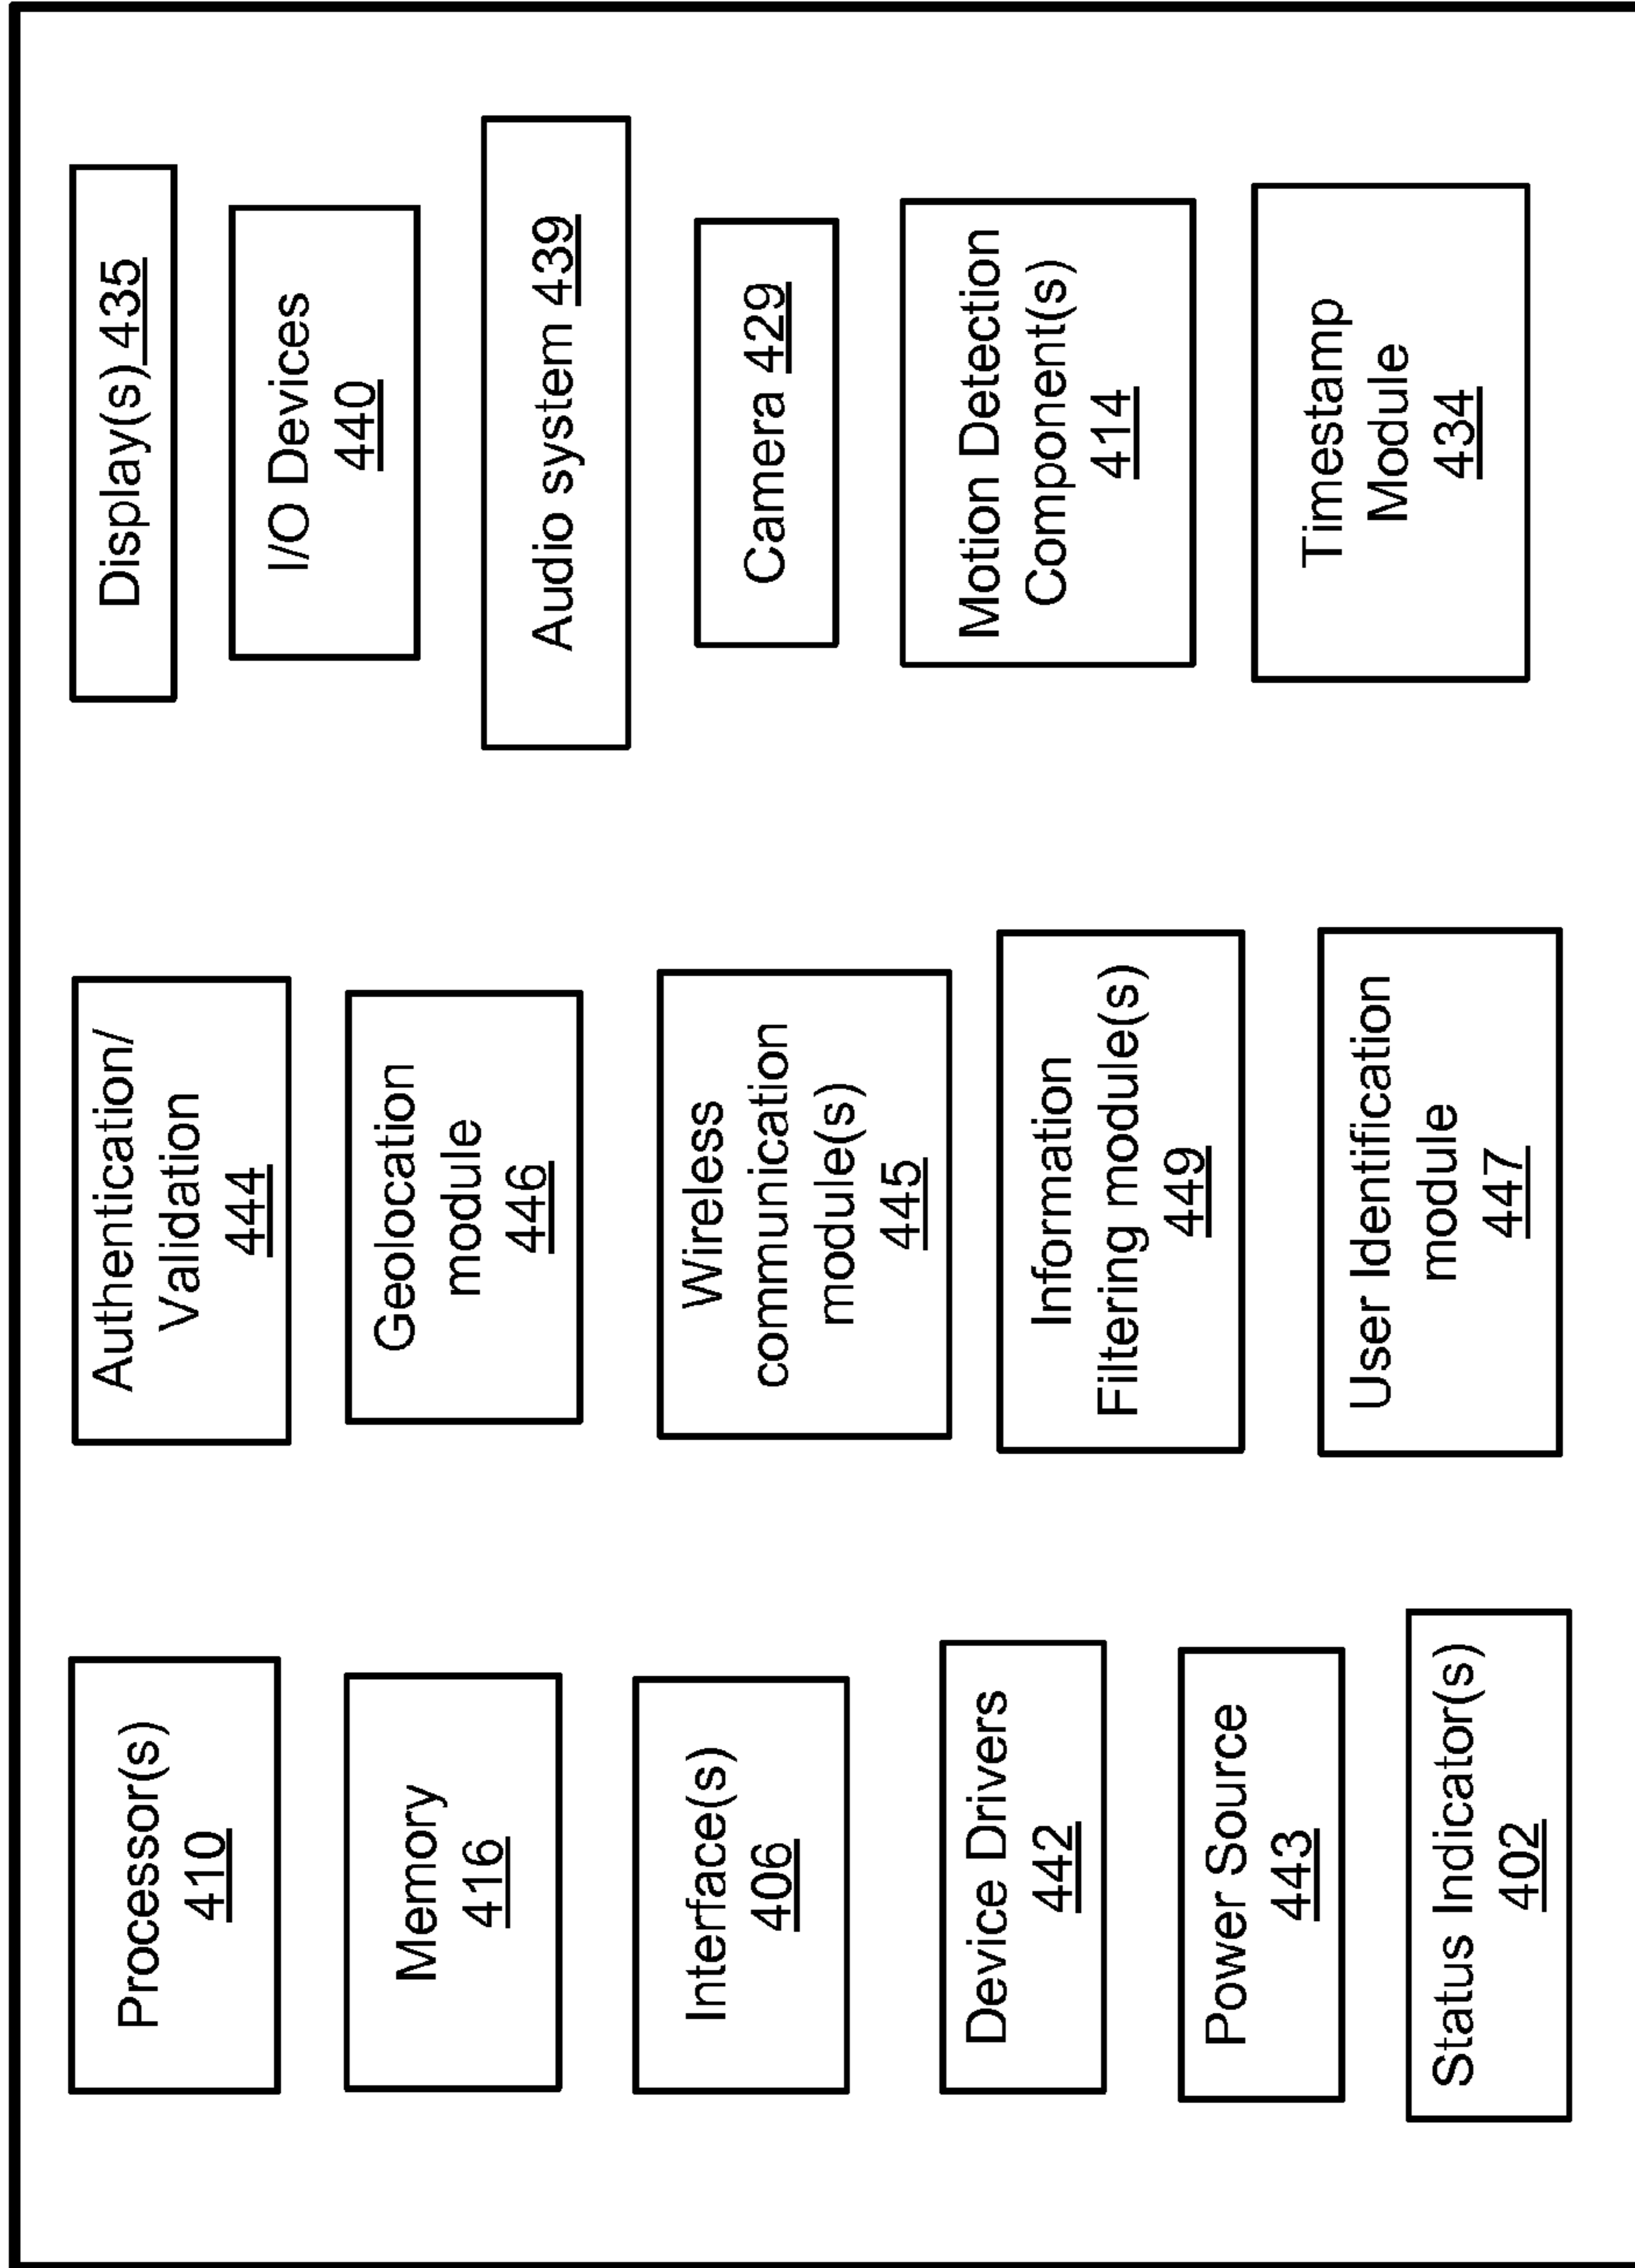 Processor(s)
410
Memory
416
Interface(s)
406
Device Drivers
442
Power Source
443
Status Indicator(s)
402
Authentication/
Validation
444
Geolocation
module
446
Wireless
communication
module(s)
445
Information
Filtering module(s)
449
User Identification
module
447
Display(s) 435
I/O Devices
440
Audio system 439
Camera 429
Motion Detection
Component(s)
414
Timestamp
Module
434